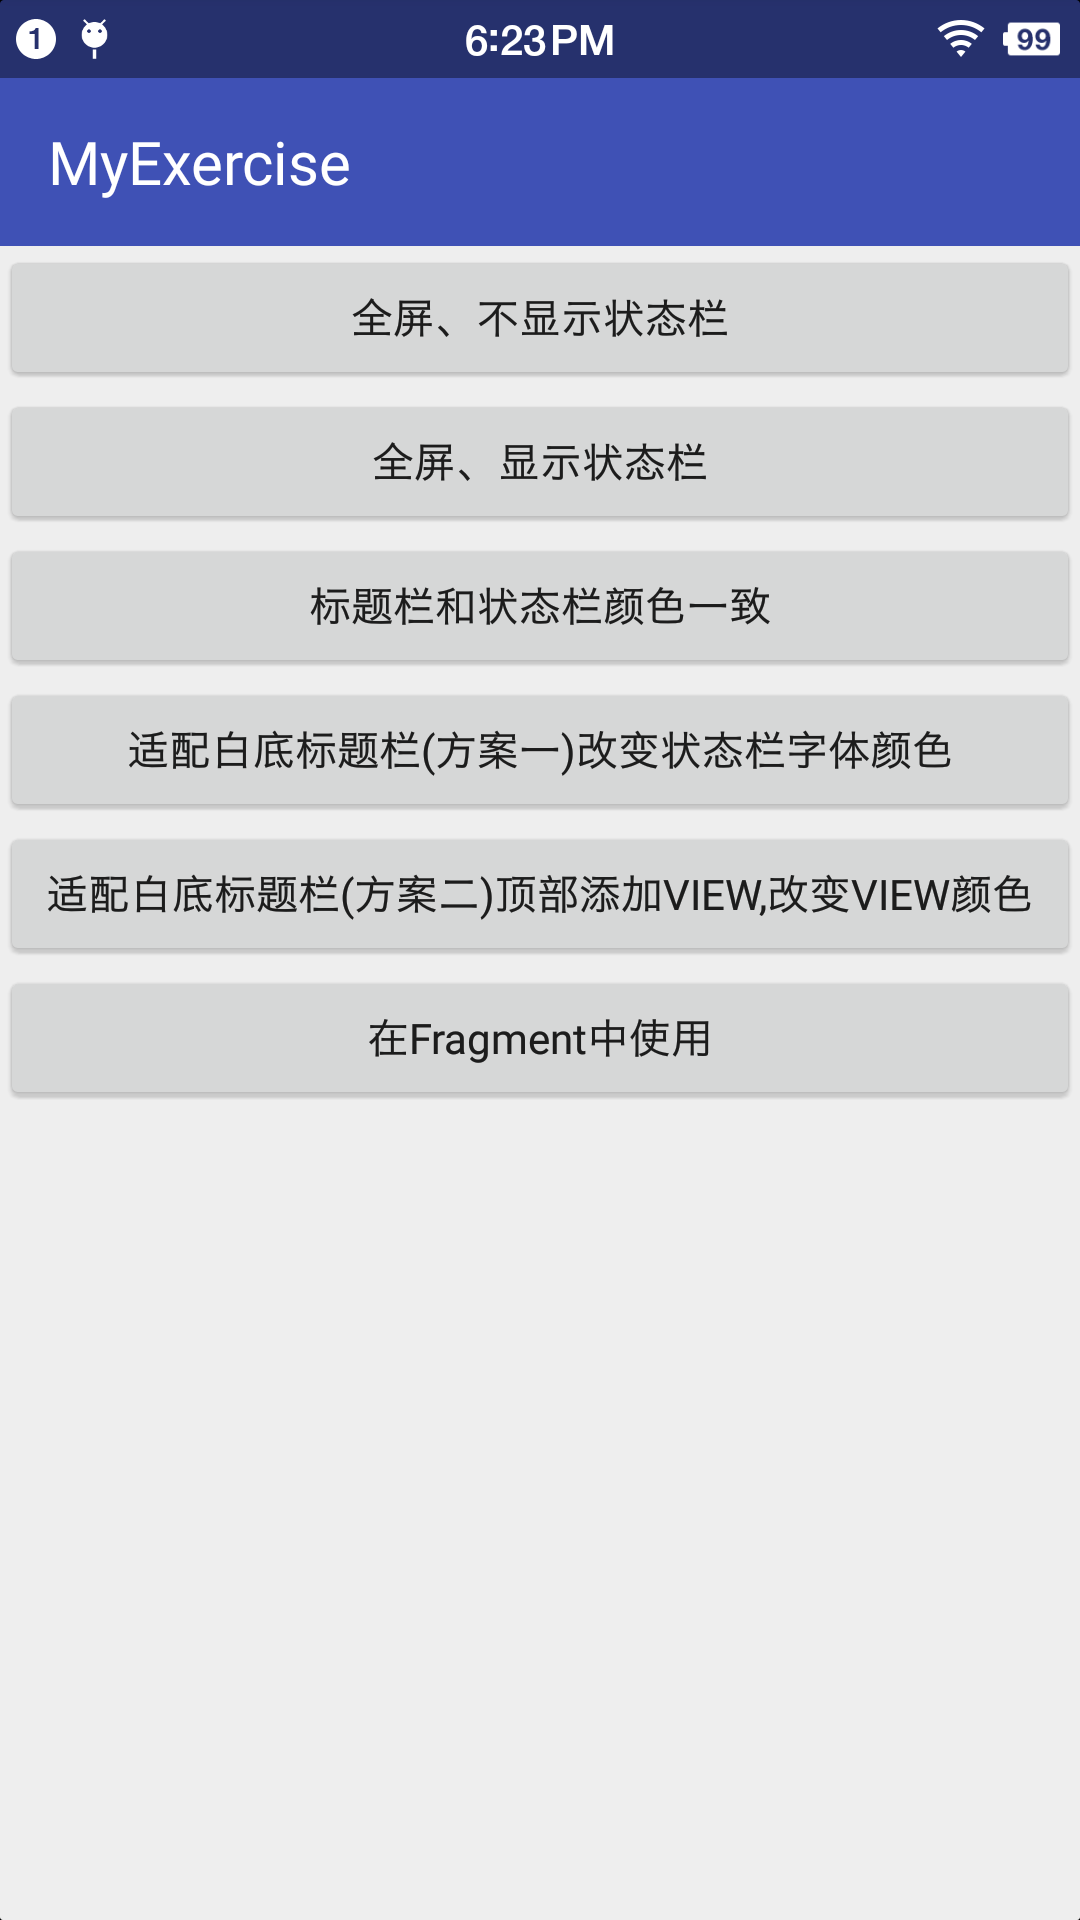 1 6:23PM 99
MyExercise
全屏、不显示状态栏
全屏、显示状态栏
标题栏和状态栏颜色一致
适配白底标题栏(方案一)改变状态栏字体颜色
适配白底标题栏(方案二)顶部添加VIEW,改变VIEW颜色
在Fragment中使用